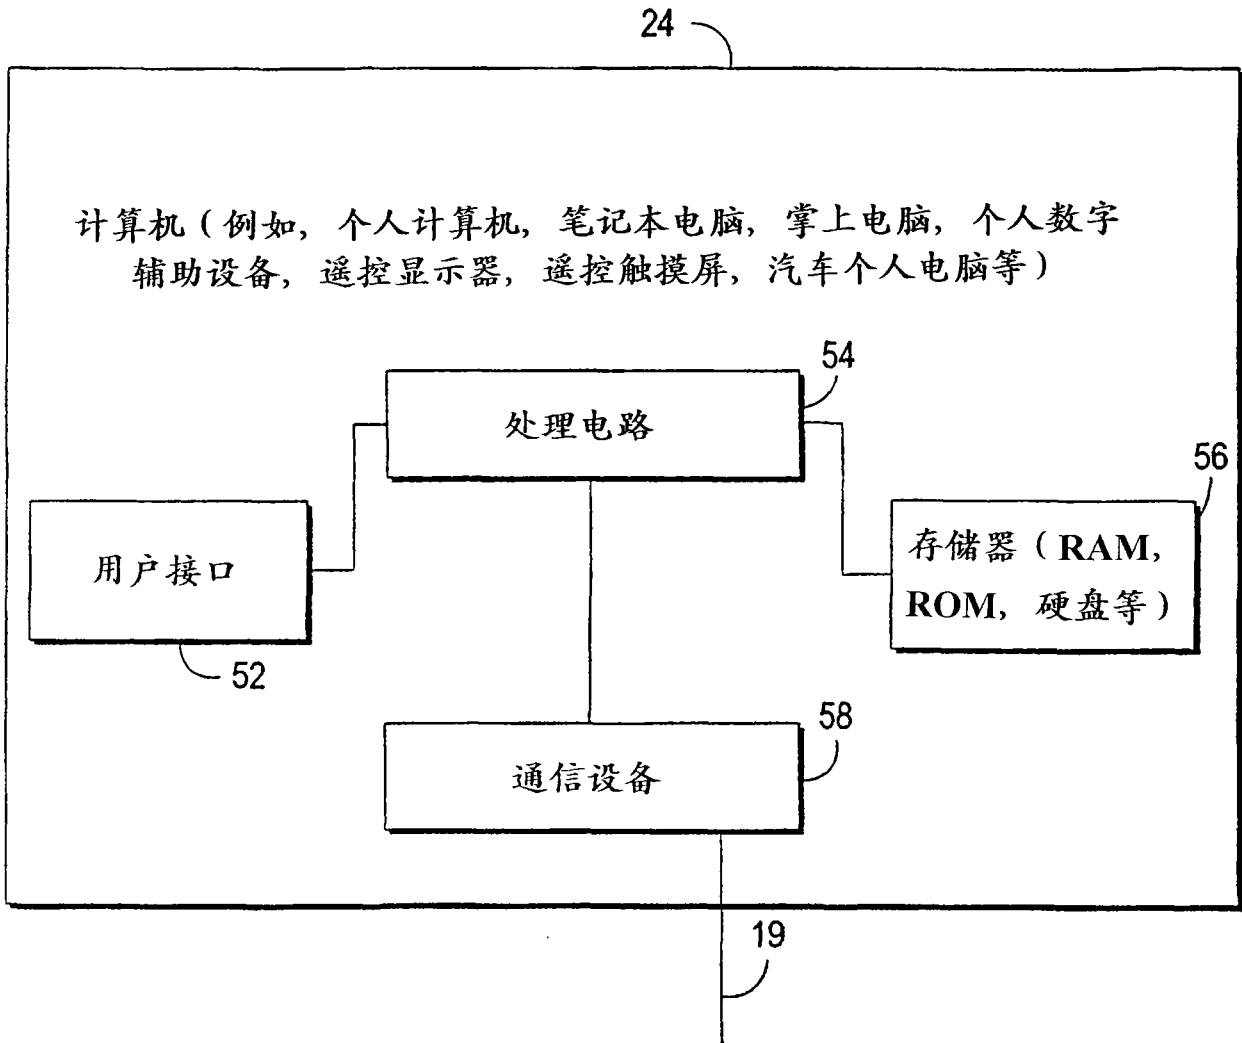 24
计算机（例如，个人计算机，笔记本电脑，掌上电脑，个人数字
辅助设备，遥控显示器，遥控触摸屏，汽车个人电脑等）
54
处理电路
56
存储器（RAM，
ROM，硬盘等）
用户接口
52
58
通信设备
19